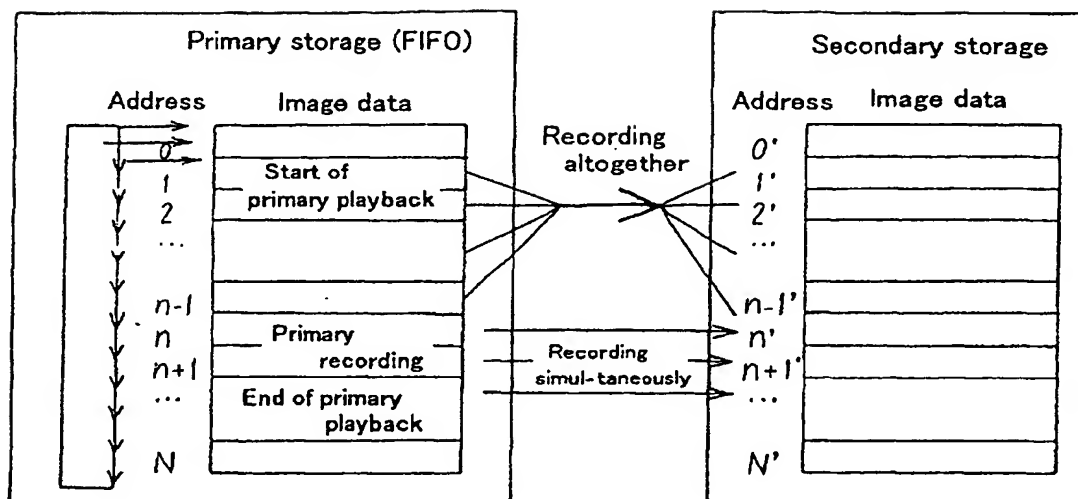 Primary storage (FIFO)
Address
Image data
0
1
2
...
n-1
n
n+1
...
N
Start of
primary playback
Primary
recording
End of primary
playback
Recording
altogether
Recording
simul-taneously
Secondary storage
Address
Image data
0'
1'
2'
...
n-1'
n'
n+1'
...
N'